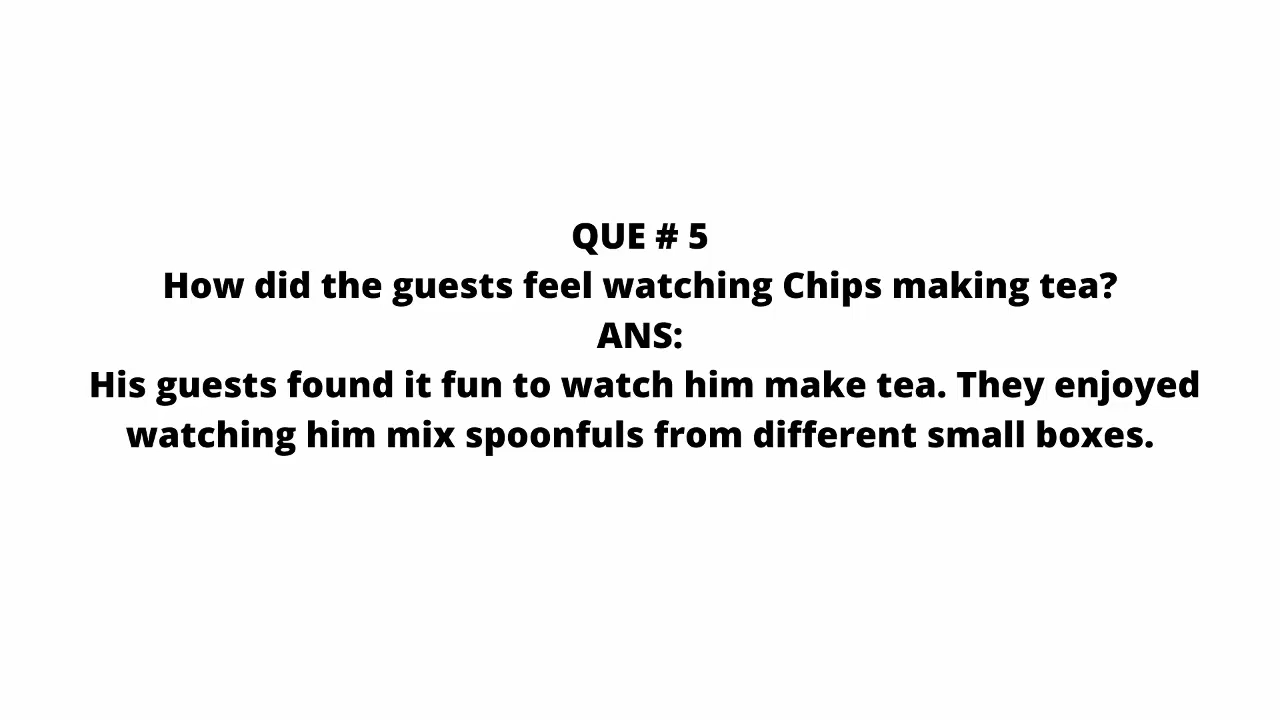 QUE # 5
How did the guests feel watching Chips making tea?
ANS:
His guests found it fun to watch him make tea. They enjoyed
watching him mix spoonfuls from different small boxes.